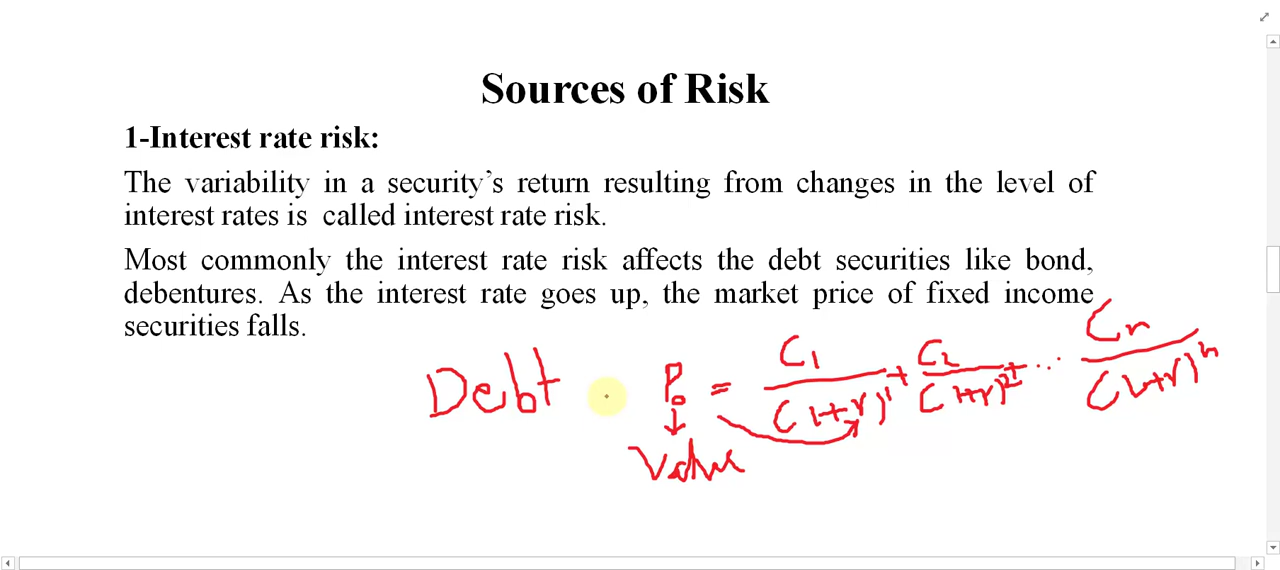 Sources of Risk
1-Interest rate risk:
The variability in a security's return resulting from changes in the level of
interest rates is called interest rate risk.
Most commonly the interest rate risk affects the debt securities like bond,
debentures. As the interest rate goes up, the market price of fixed income
securities falls.
Debt P₀ = C₁/(1+r)¹ + C₂/(1+r)² + ... Cn/(1+r)ⁿ
Value